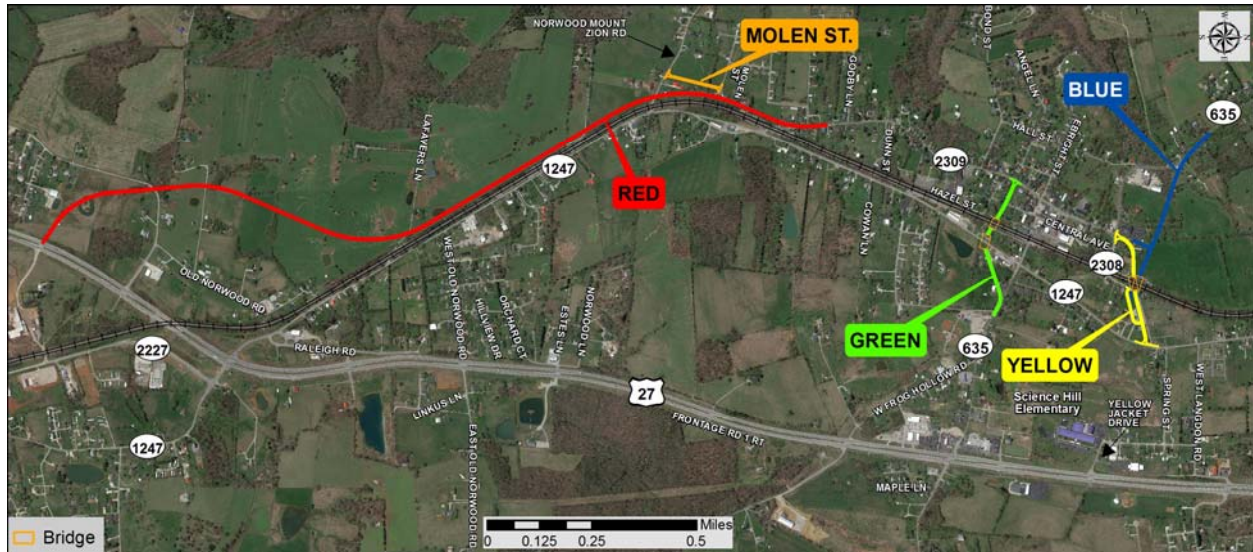 NORWOOD MOUNT
ZION RD
MOLEN ST.
MOLEN
ST
GODBY LN
BOND ST
ANGEL LN
HALL ST
EBRIGHT ST
BLUE
635
LAFAVERS LN
1247
RED
DUNN ST
2309
HAZEL ST
CENTRAL AVE
COWAN LN
2308
1247
OLD NORWOOD RD
WEST OLD NORWOOD RD
HILLVIEW DR
ORCHARD CT
ESTES LN
NORWOOD LN
GREEN
635
YELLOW
2227
RALEIGH RD
27
W FROG HOLLOW RD
Science Hill
Elementary
YELLOW
JACKET
DRIVE
SPRING ST
WEST LANGDON RD
LINKUS LN
FRONTAGE RD 1 RT
1247
EAST OLD NORWOOD RD
MAPLE LN
Bridge
Miles
0 0.125 0.25 0.5